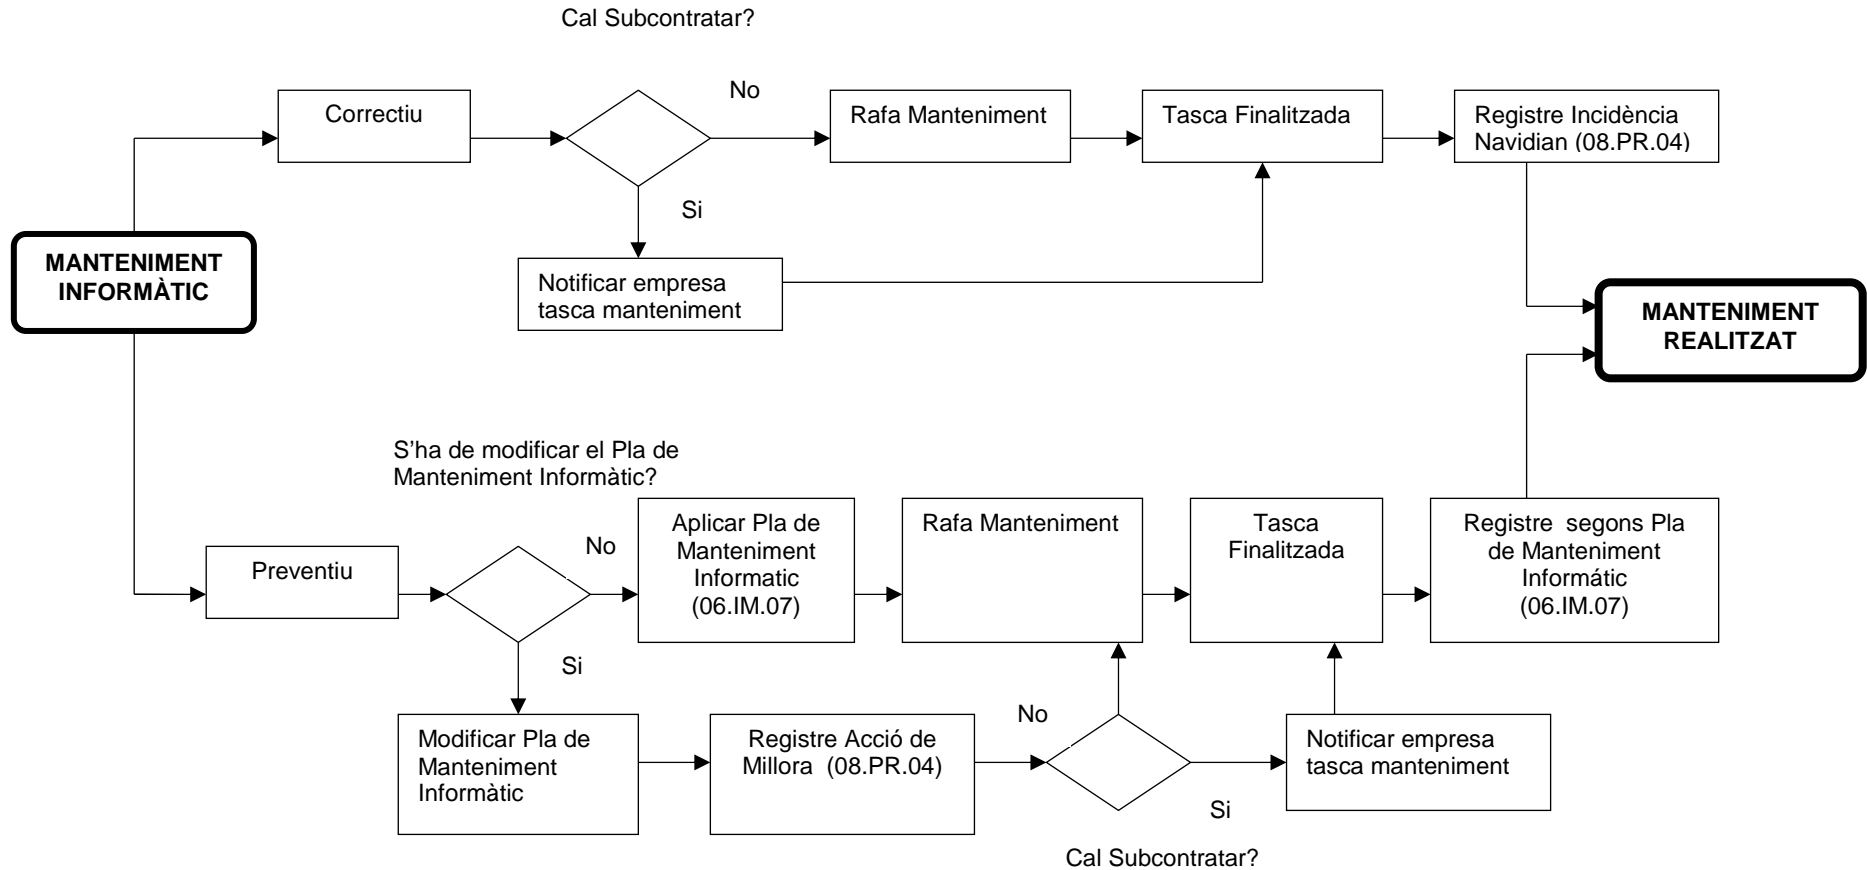 Cal Subcontratar?
Correctiu
No
Rafa Manteniment
Tasca Finalitzada
Registre Incidència
Navidian (08.PR.04)
Si
MANTENIMENT
INFORMÀTIC
Notificar empresa
tasca manteniment
MANTENIMENT
REALITZAT
S’ha de modificar el Pla de
Manteniment Informàtic?
Preventiu
No
Aplicar Pla de
Manteniment
Informatic
(06.IM.07)
Rafa Manteniment
Tasca
Finalitzada
Registre  segons Pla
de Manteniment
Informátic
(06.IM.07)
Si
Modificar Pla de
Manteniment
Informàtic
Registre Acció de
Millora  (08.PR.04)
No
Si
Notificar empresa
tasca manteniment
Cal Subcontratar?